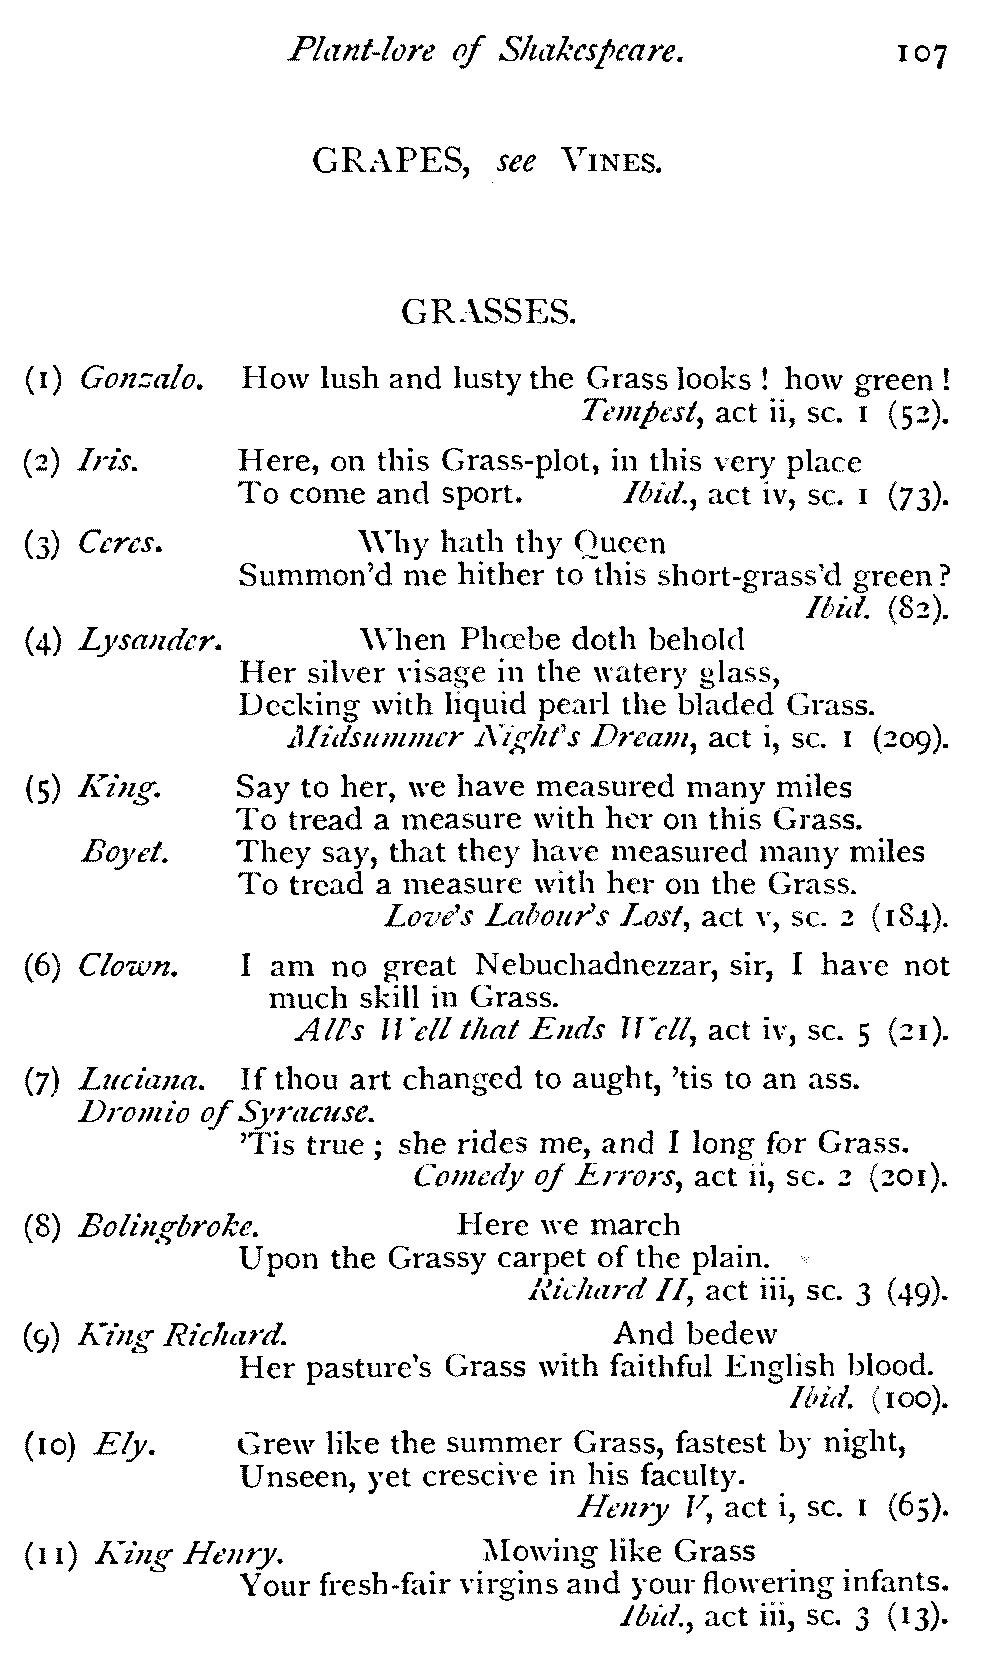 Plant-lore of Shakespeare. 107
GRAPES, see VINES.
GRASSES.
(1) Gonzalo. How lush and lusty the Grass looks ! how green !
Tempest, act ii, sc. 1 (52).
(2) Iris. Here, on this Grass-plot, in this very place
To come and sport. Ibid., act iv, sc. 1 (73).
(3) Ceres. Why hath thy Queen
Summon'd me hither to this short-grass'd green ?
Ibid. (82).
(4) Lysander. When Phœbe doth behold
Her silver visage in the watery glass,
Decking with liquid pearl the bladed Grass.
Midsummer Night's Dream, act i, sc. 1 (209).
(5) King. Say to her, we have measured many miles
To tread a measure with her on this Grass.
Boyet. They say, that they have measured many miles
To tread a measure with her on the Grass.
Love's Labour's Lost, act v, sc. 2 (184).
(6) Clown. I am no great Nebuchadnezzar, sir, I have not
much skill in Grass.
All's Well that Ends Well, act iv, sc. 5 (21).
(7) Luciana. If thou art changed to aught, 'tis to an ass.
Dromio of Syracuse.
'Tis true ; she rides me, and I long for Grass.
Comedy of Errors, act ii, sc. 2 (201).
(8) Bolingbroke. Here we march
Upon the Grassy carpet of the plain.
Richard II, act iii, sc. 3 (49).
(9) King Richard. And bedew
Her pasture's Grass with faithful English blood.
Ibid. (100).
(10) Ely. Grew like the summer Grass, fastest by night,
Unseen, yet crescive in his faculty.
Henry V, act i, sc. 1 (65).
(11) King Henry. Mowing like Grass
Your fresh-fair virgins and your flowering infants.
Ibid., act iii, sc. 3 (13).